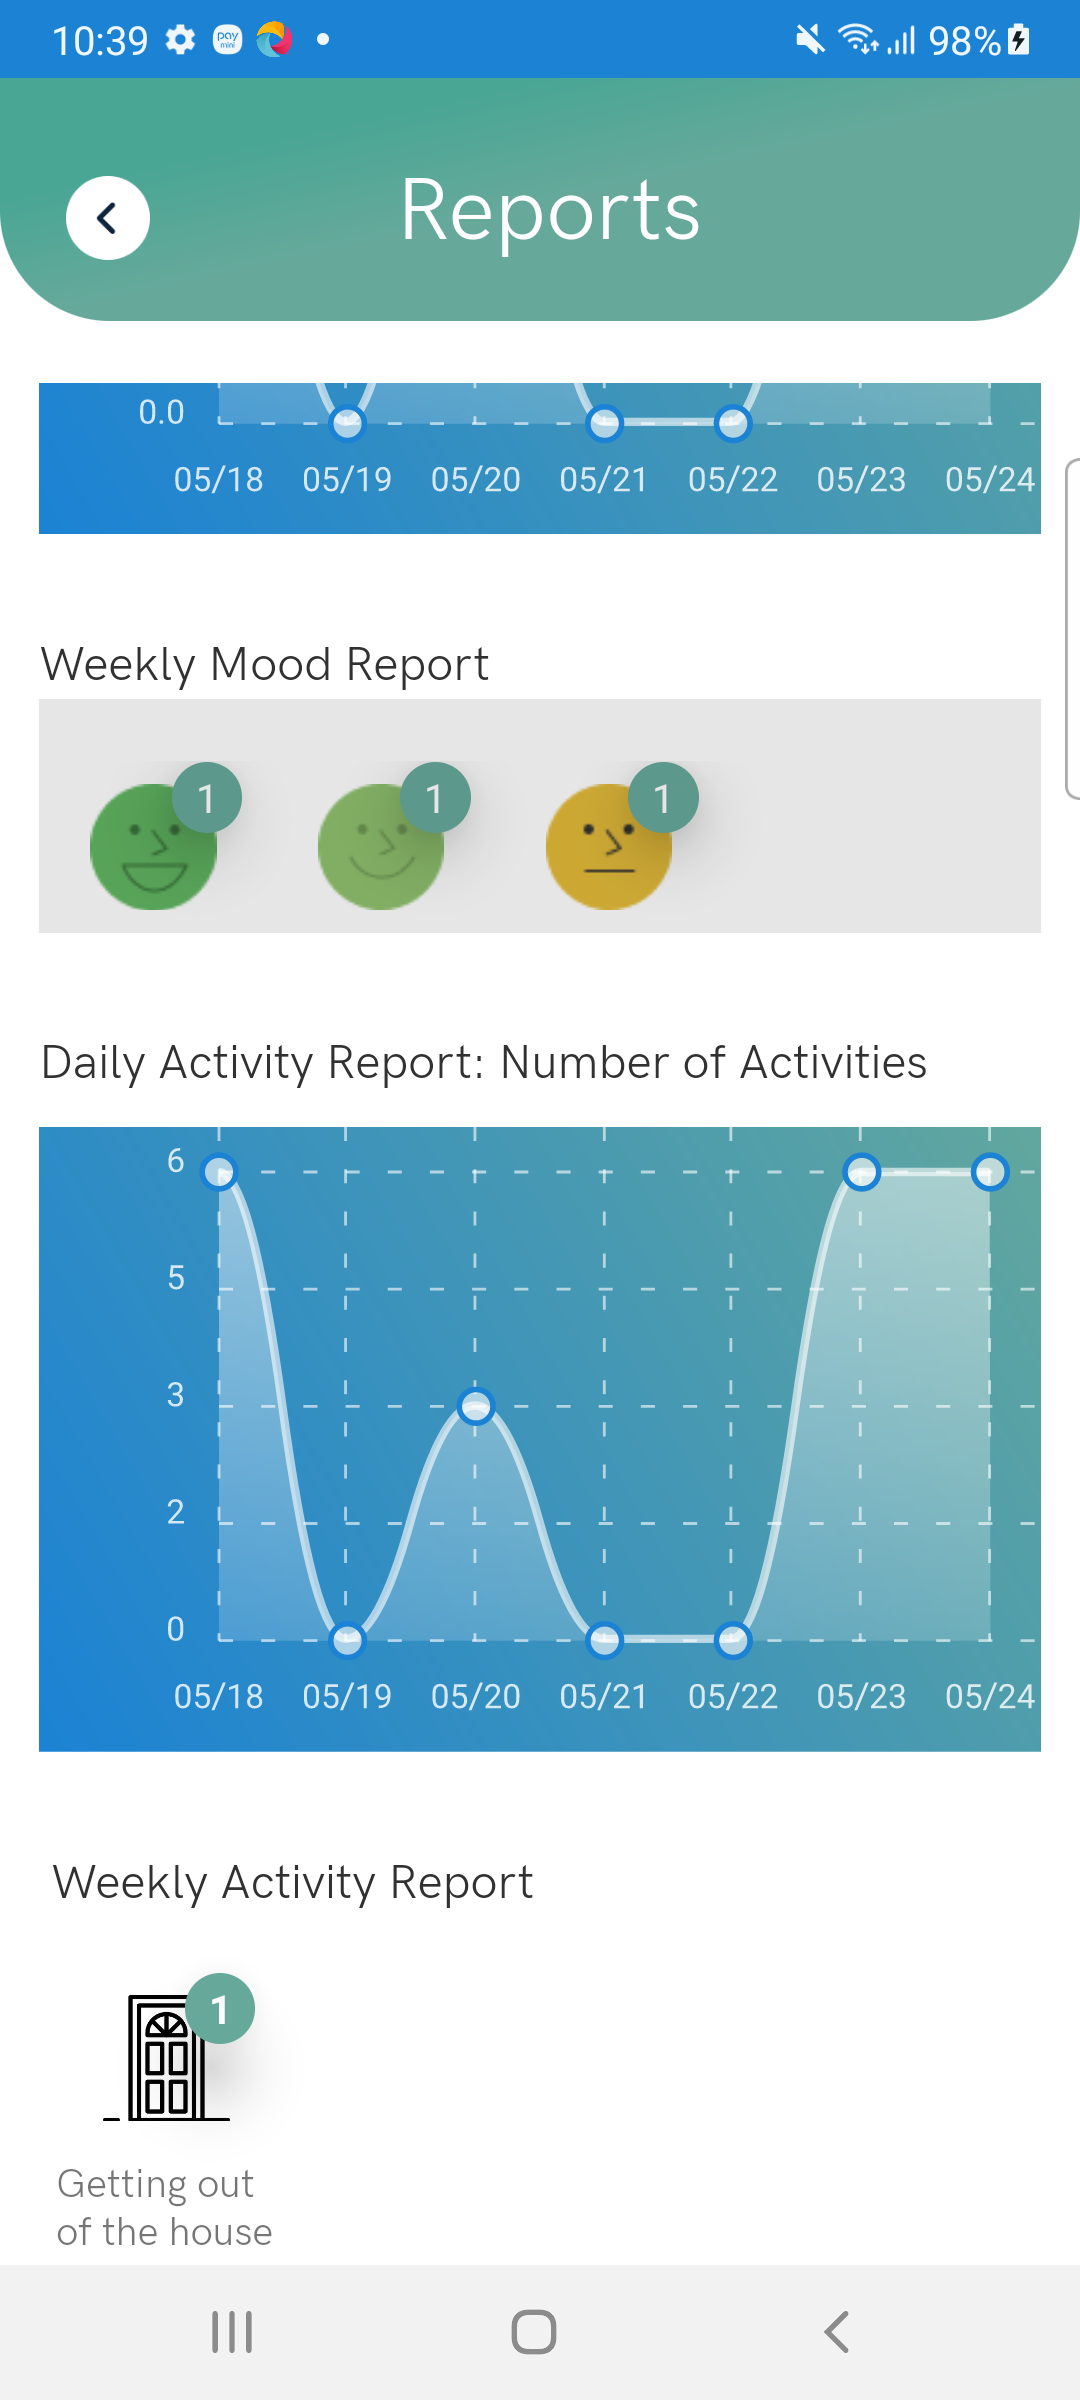 10:39 pay mini 98%
Reports
0.0
05/18 05/19 05/20 05/21 05/22 05/23 05/24
Weekly Mood Report
1 1 1
Daily Activity Report: Number of Activities
6
5
3
2
0
05/18 05/19 05/20 05/21 05/22 05/23 05/24
Weekly Activity Report
1
Getting out
of the house